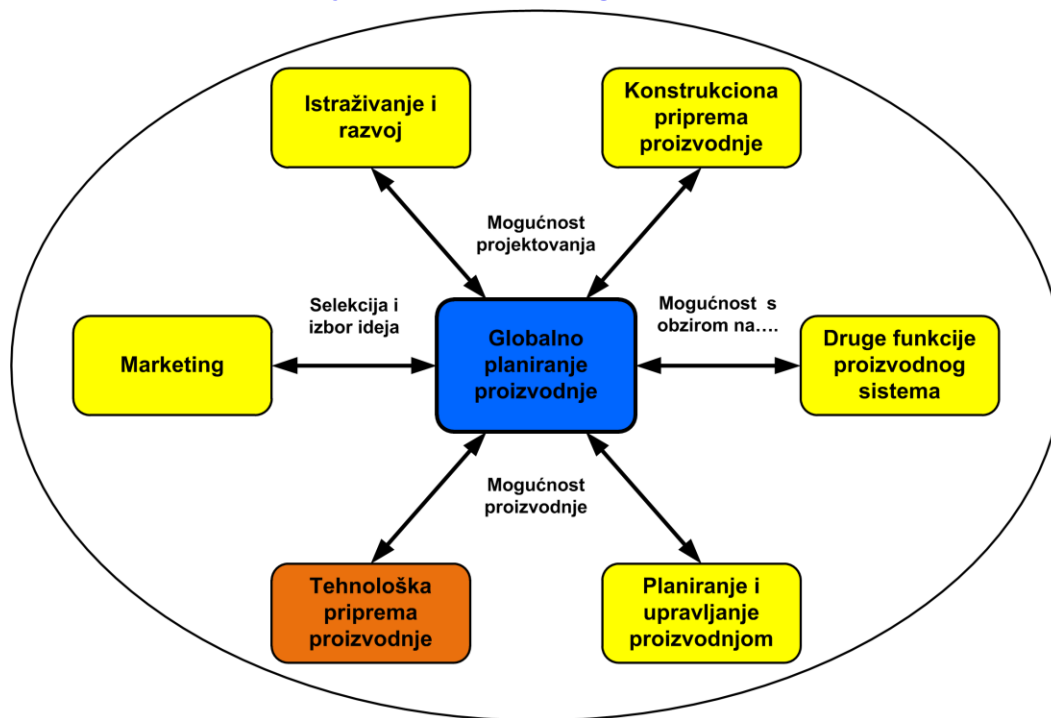 Istraživanje i
razvoj
Konstrukciona
priprema
proizvodnje
Mogućnost
projektovanja
Selekcija i
izbor ideja
Mogućnost s
obzirom na....
Marketing
Globalno
planiranje
proizvodnje
Druge funkcije
proizvodnog
sistema
Mogućnost
proizvodnje
Tehnološka
priprema
proizvodnje
Planiranje i
upravljanje
proizvodnjom